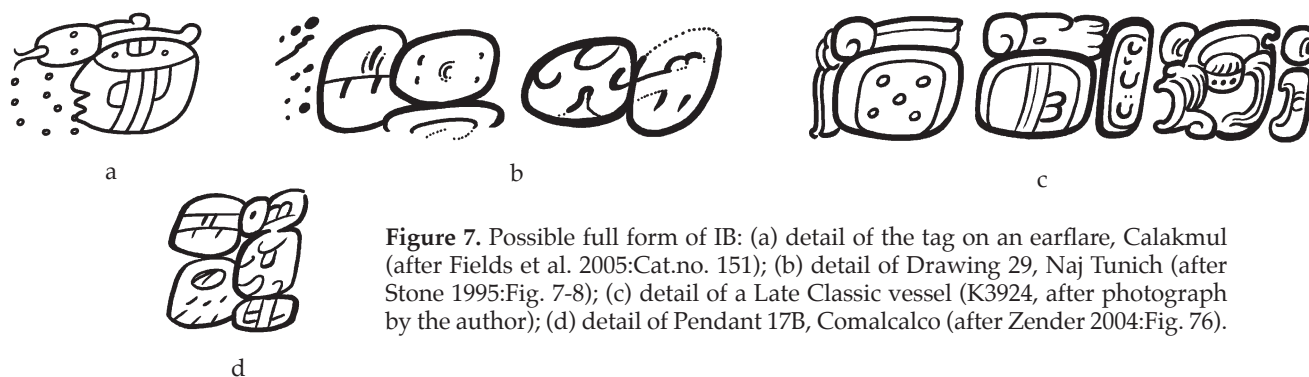 a
b
c
d
Figure 7. Possible full form of IB: (a) detail of the tag on an earflare, Calakmul
(after Fields et al. 2005:Cat.no. 151); (b) detail of Drawing 29, Naj Tunich (after
Stone 1995:Fig. 7-8); (c) detail of a Late Classic vessel (K3924, after photograph
by the author); (d) detail of Pendant 17B, Comalcalco (after Zender 2004:Fig. 76).